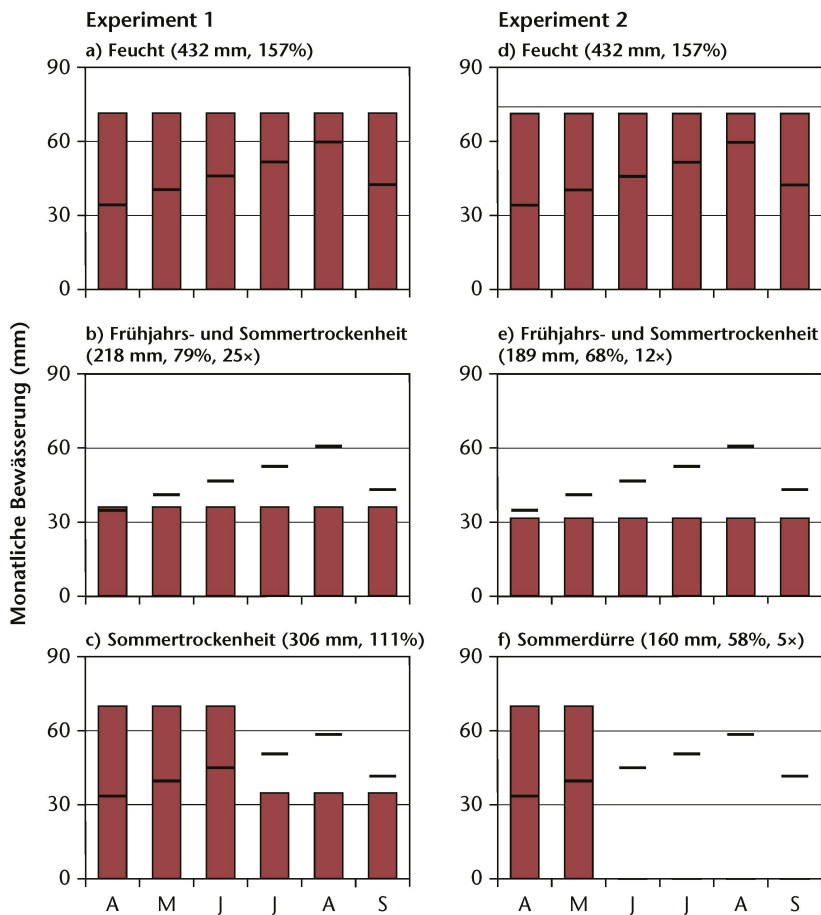 Experiment 1
a) Feucht (432 mm, 157%)
90
60
30
0
b) Frühjahrs- und Sommertrockenheit
(218 mm, 79%, 25×)
90
60
30
0
c) Sommertrockenheit (306 mm, 111%)
90
60
30
0
A M J J A S
Monatliche Bewässerung (mm)
Experiment 2
d) Feucht (432 mm, 157%)
90
60
30
0
e) Frühjahrs- und Sommertrockenheit
(189 mm, 68%, 12×)
90
60
30
0
f) Sommerdürre (160 mm, 58%, 5×)
90
60
30
0
A M J J A S